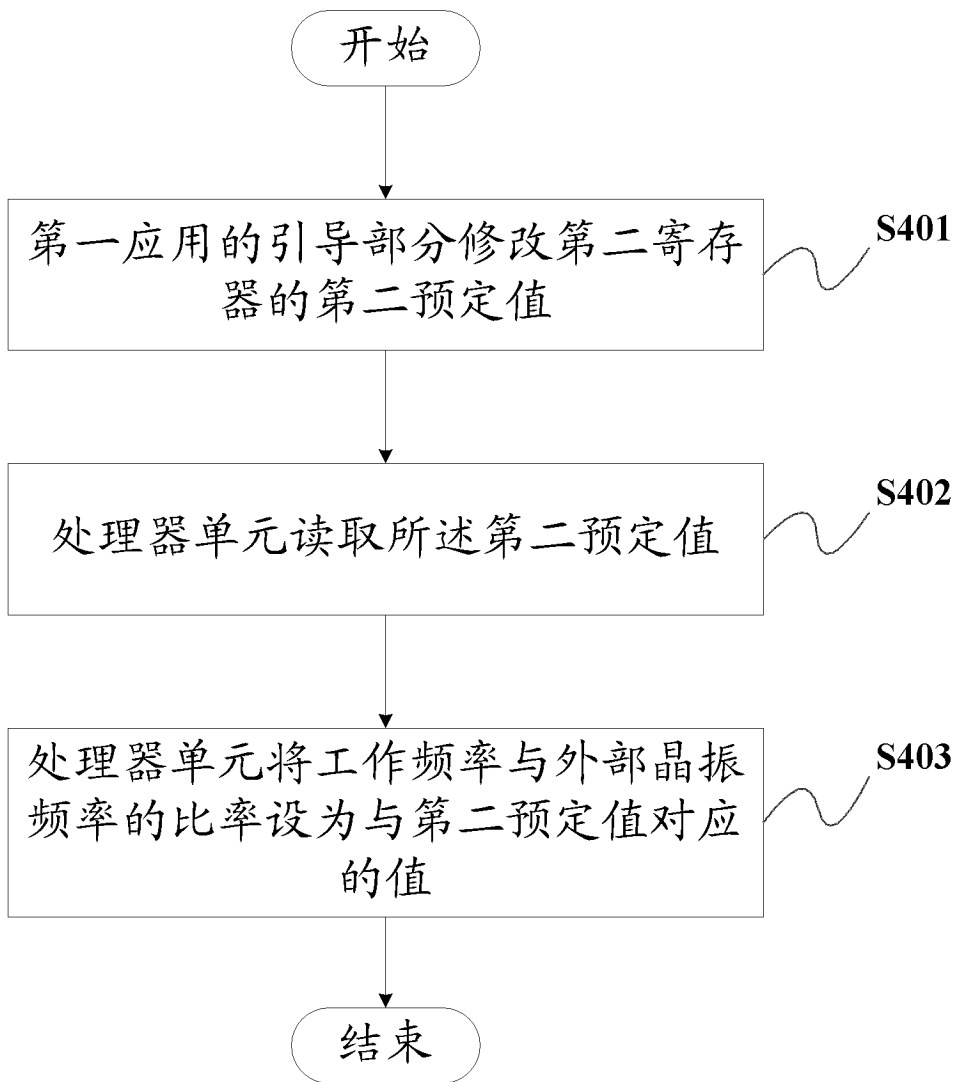 开始
第一应用的引导部分修改第二寄存
器的第二预定值
S401
处理器单元读取所述第二预定值
S402
处理器单元将工作频率与外部晶振
频率的比率设为与第二预定值对应
的值
S403
结束